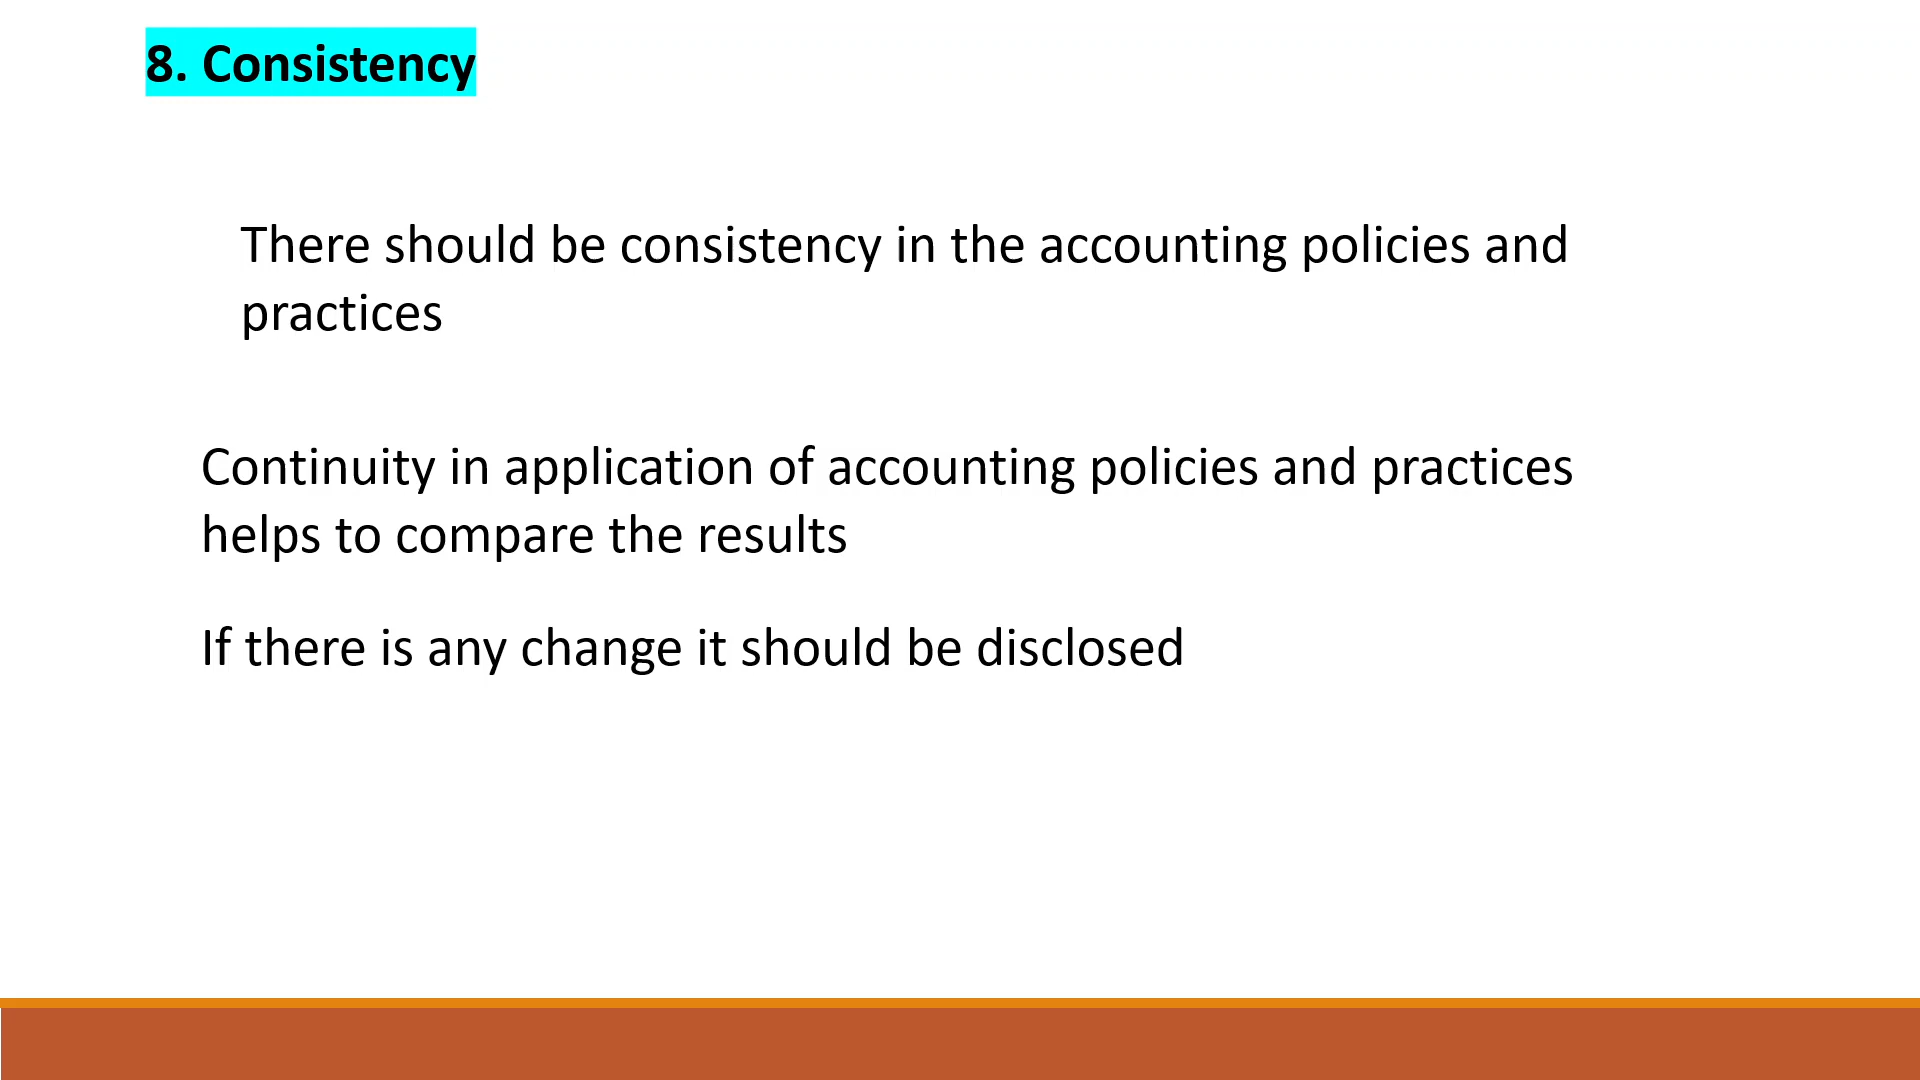 8. Consistency
There should be consistency in the accounting policies and
practices
Continuity in application of accounting policies and practices
helps to compare the results
If there is any change it should be disclosed